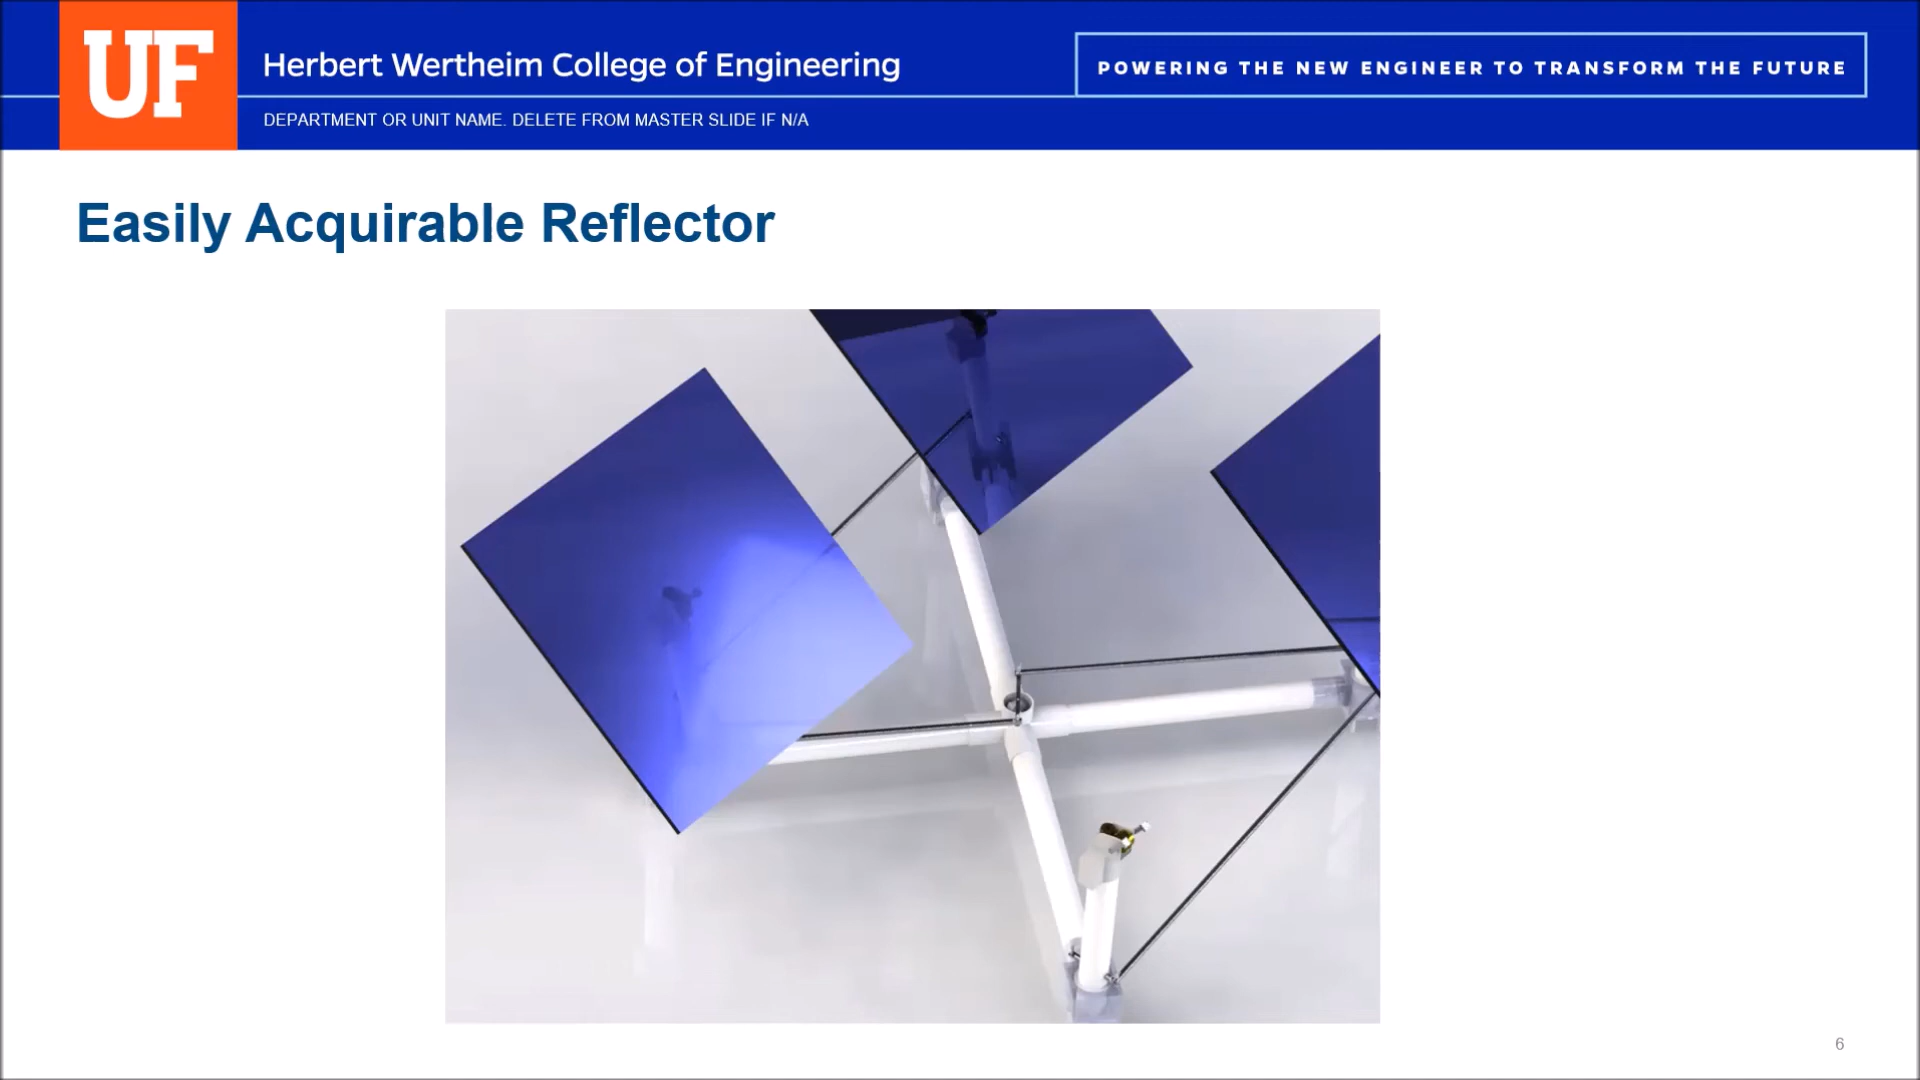 UF
Herbert Wertheim College of Engineering
POWERING THE NEW ENGINEER TO TRANSFORM THE FUTURE
DEPARTMENT OR UNIT NAME. DELETE FROM MASTER SLIDE IF N/A
Easily Acquirable Reflector
6